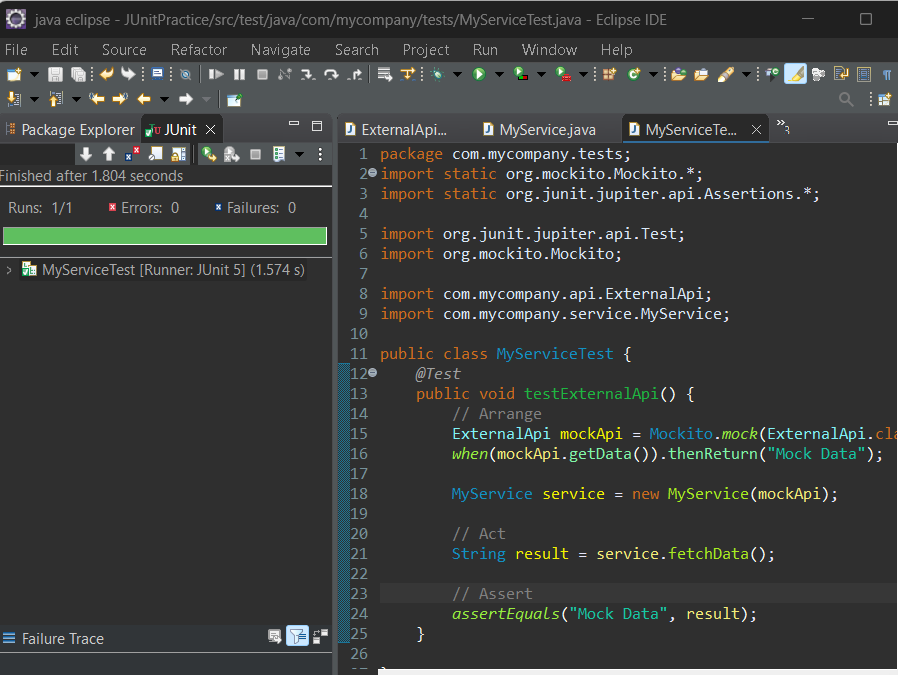 java eclipse - JUnitPractice/src/test/java/com/mycompany/tests/MyServiceTest.java - Eclipse IDE
File Edit Source Refactor Navigate Search Project Run Window Help
Package Explorer JUnit
Finished after 1.804 seconds
Runs: 1/1 Errors: 0 Failures: 0
MyServiceTest [Runner: JUnit 5] (1.574 s)
Failure Trace
ExternalApi... MyService.java MyServiceTe... »3
1 package com.mycompany.tests;
2 import static org.mockito.Mockito.*;
3 import static org.junit.jupiter.api.Assertions.*;
4
5 import org.junit.jupiter.api.Test;
6 import org.mockito.Mockito;
7
8 import com.mycompany.api.ExternalApi;
9 import com.mycompany.service.MyService;
10
11 public class MyServiceTest {
12 @Test
13 public void testExternalApi() {
14 // Arrange
15 ExternalApi mockApi = Mockito.mock(ExternalApi.cla
16 when(mockApi.getData()).thenReturn("Mock Data");
17
18 MyService service = new MyService(mockApi);
19
20 // Act
21 String result = service.fetchData();
22
23 // Assert
24 assertEquals("Mock Data", result);
25 }
26